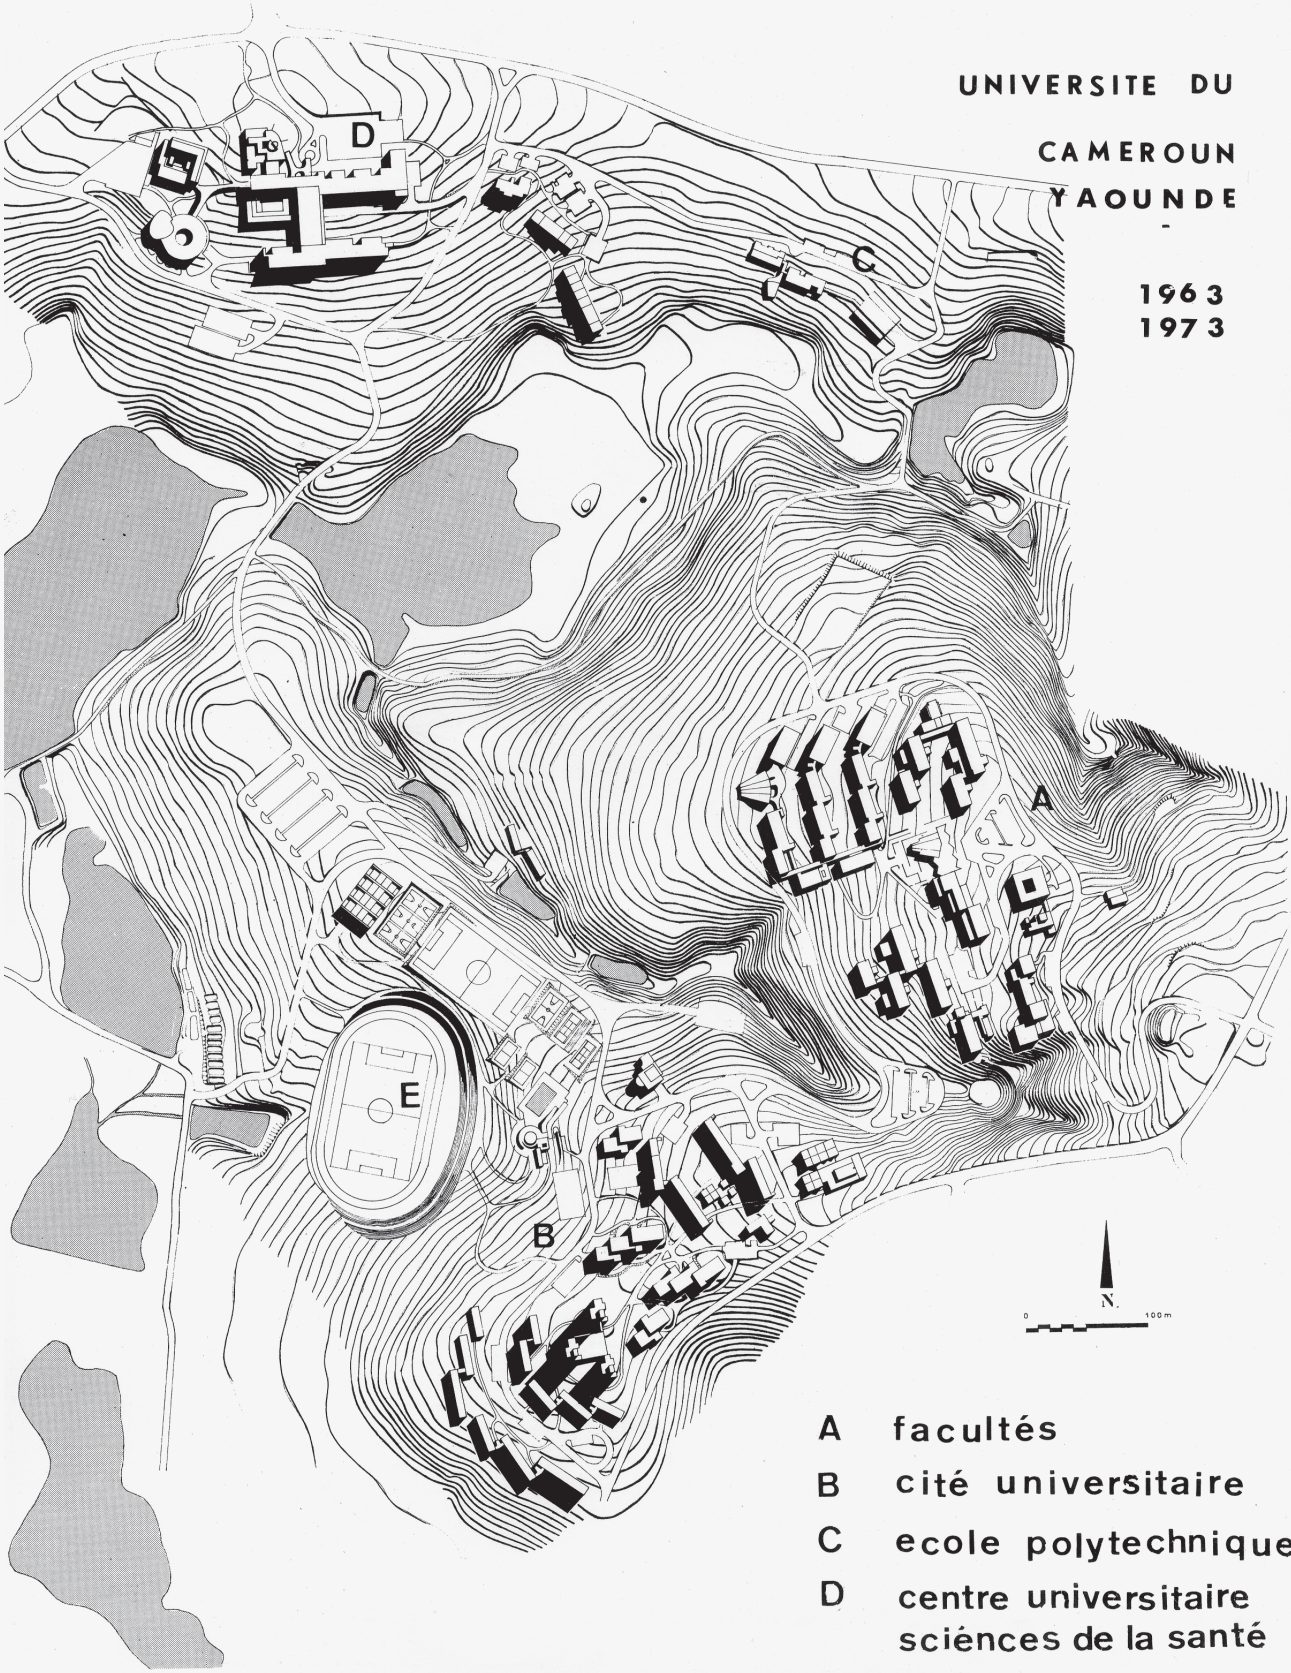 UNIVERSITE DU
CAMEROUN
YAOUNDE
-
1963
1973
D
C
A
E
B
N.
0 100m
A facultés
B cité universitaire
C ecole polytechnique
D centre universitaire
sciénces de la santé